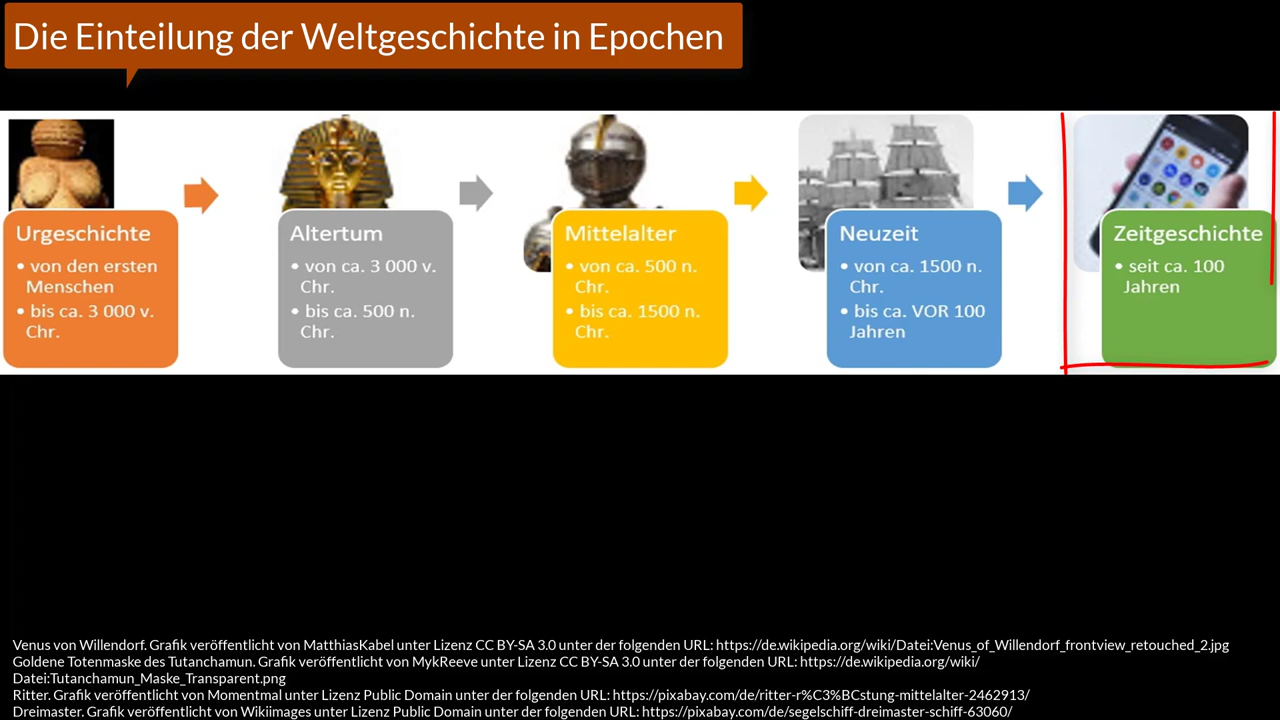 Die Einteilung der Weltgeschichte in Epochen
Urgeschichte
• von den ersten
Menschen
• bis ca. 3 000 v.
Chr.
Altertum
• von ca. 3 000 v.
Chr.
• bis ca. 500 n.
Chr.
Mittelalter
• von ca. 500 n.
Chr.
• bis ca. 1500 n.
Chr.
Neuzeit
• von ca. 1500 n.
Chr.
• bis ca. VOR 100
Jahren
Zeitgeschichte
• seit ca. 100
Jahren
Venus von Willendorf. Grafik veröffentlicht von MatthiasKabel unter Lizenz CC BY-SA 3.0 unter der folgenden URL: https://de.wikipedia.org/wiki/Datei:Venus_of_Willendorf_frontview_retouched_2.jpg
Goldene Totenmaske des Tutanchamun. Grafik veröffentlicht von MykReeve unter Lizenz CC BY-SA 3.0 unter der folgenden URL: https://de.wikipedia.org/wiki/
Datei:Tutanchamun_Maske_Transparent.png
Ritter. Grafik veröffentlicht von Momentmal unter Lizenz Public Domain unter der folgenden URL: https://pixabay.com/de/ritter-r%C3%BCstung-mittelalter-2462913/
Dreimaster. Grafik veröffentlicht von Wikiimages unter Lizenz Public Domain unter der folgenden URL: https://pixabay.com/de/segelschiff-dreimaster-schiff-63060/